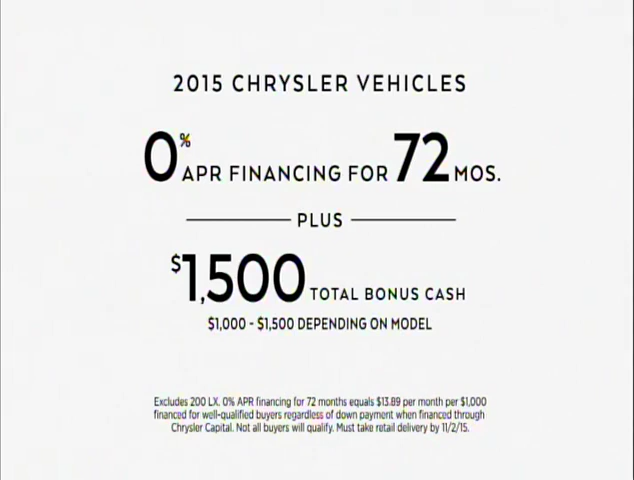 2015 CHRYSLER VEHICLES
0% APR FINANCING FOR 72 MOS.
PLUS
$1,500 TOTAL BONUS CASH
$1,000 - $1,500 DEPENDING ON MODEL
Excludes 200 LX. 0% APR financing for 72 months equals $13.89 per month per $1,000
financed for well-qualified buyers regardless of down payment when financed through
Chrysler Capital. Not all buyers will qualify. Must take retail delivery by 11/2/15.